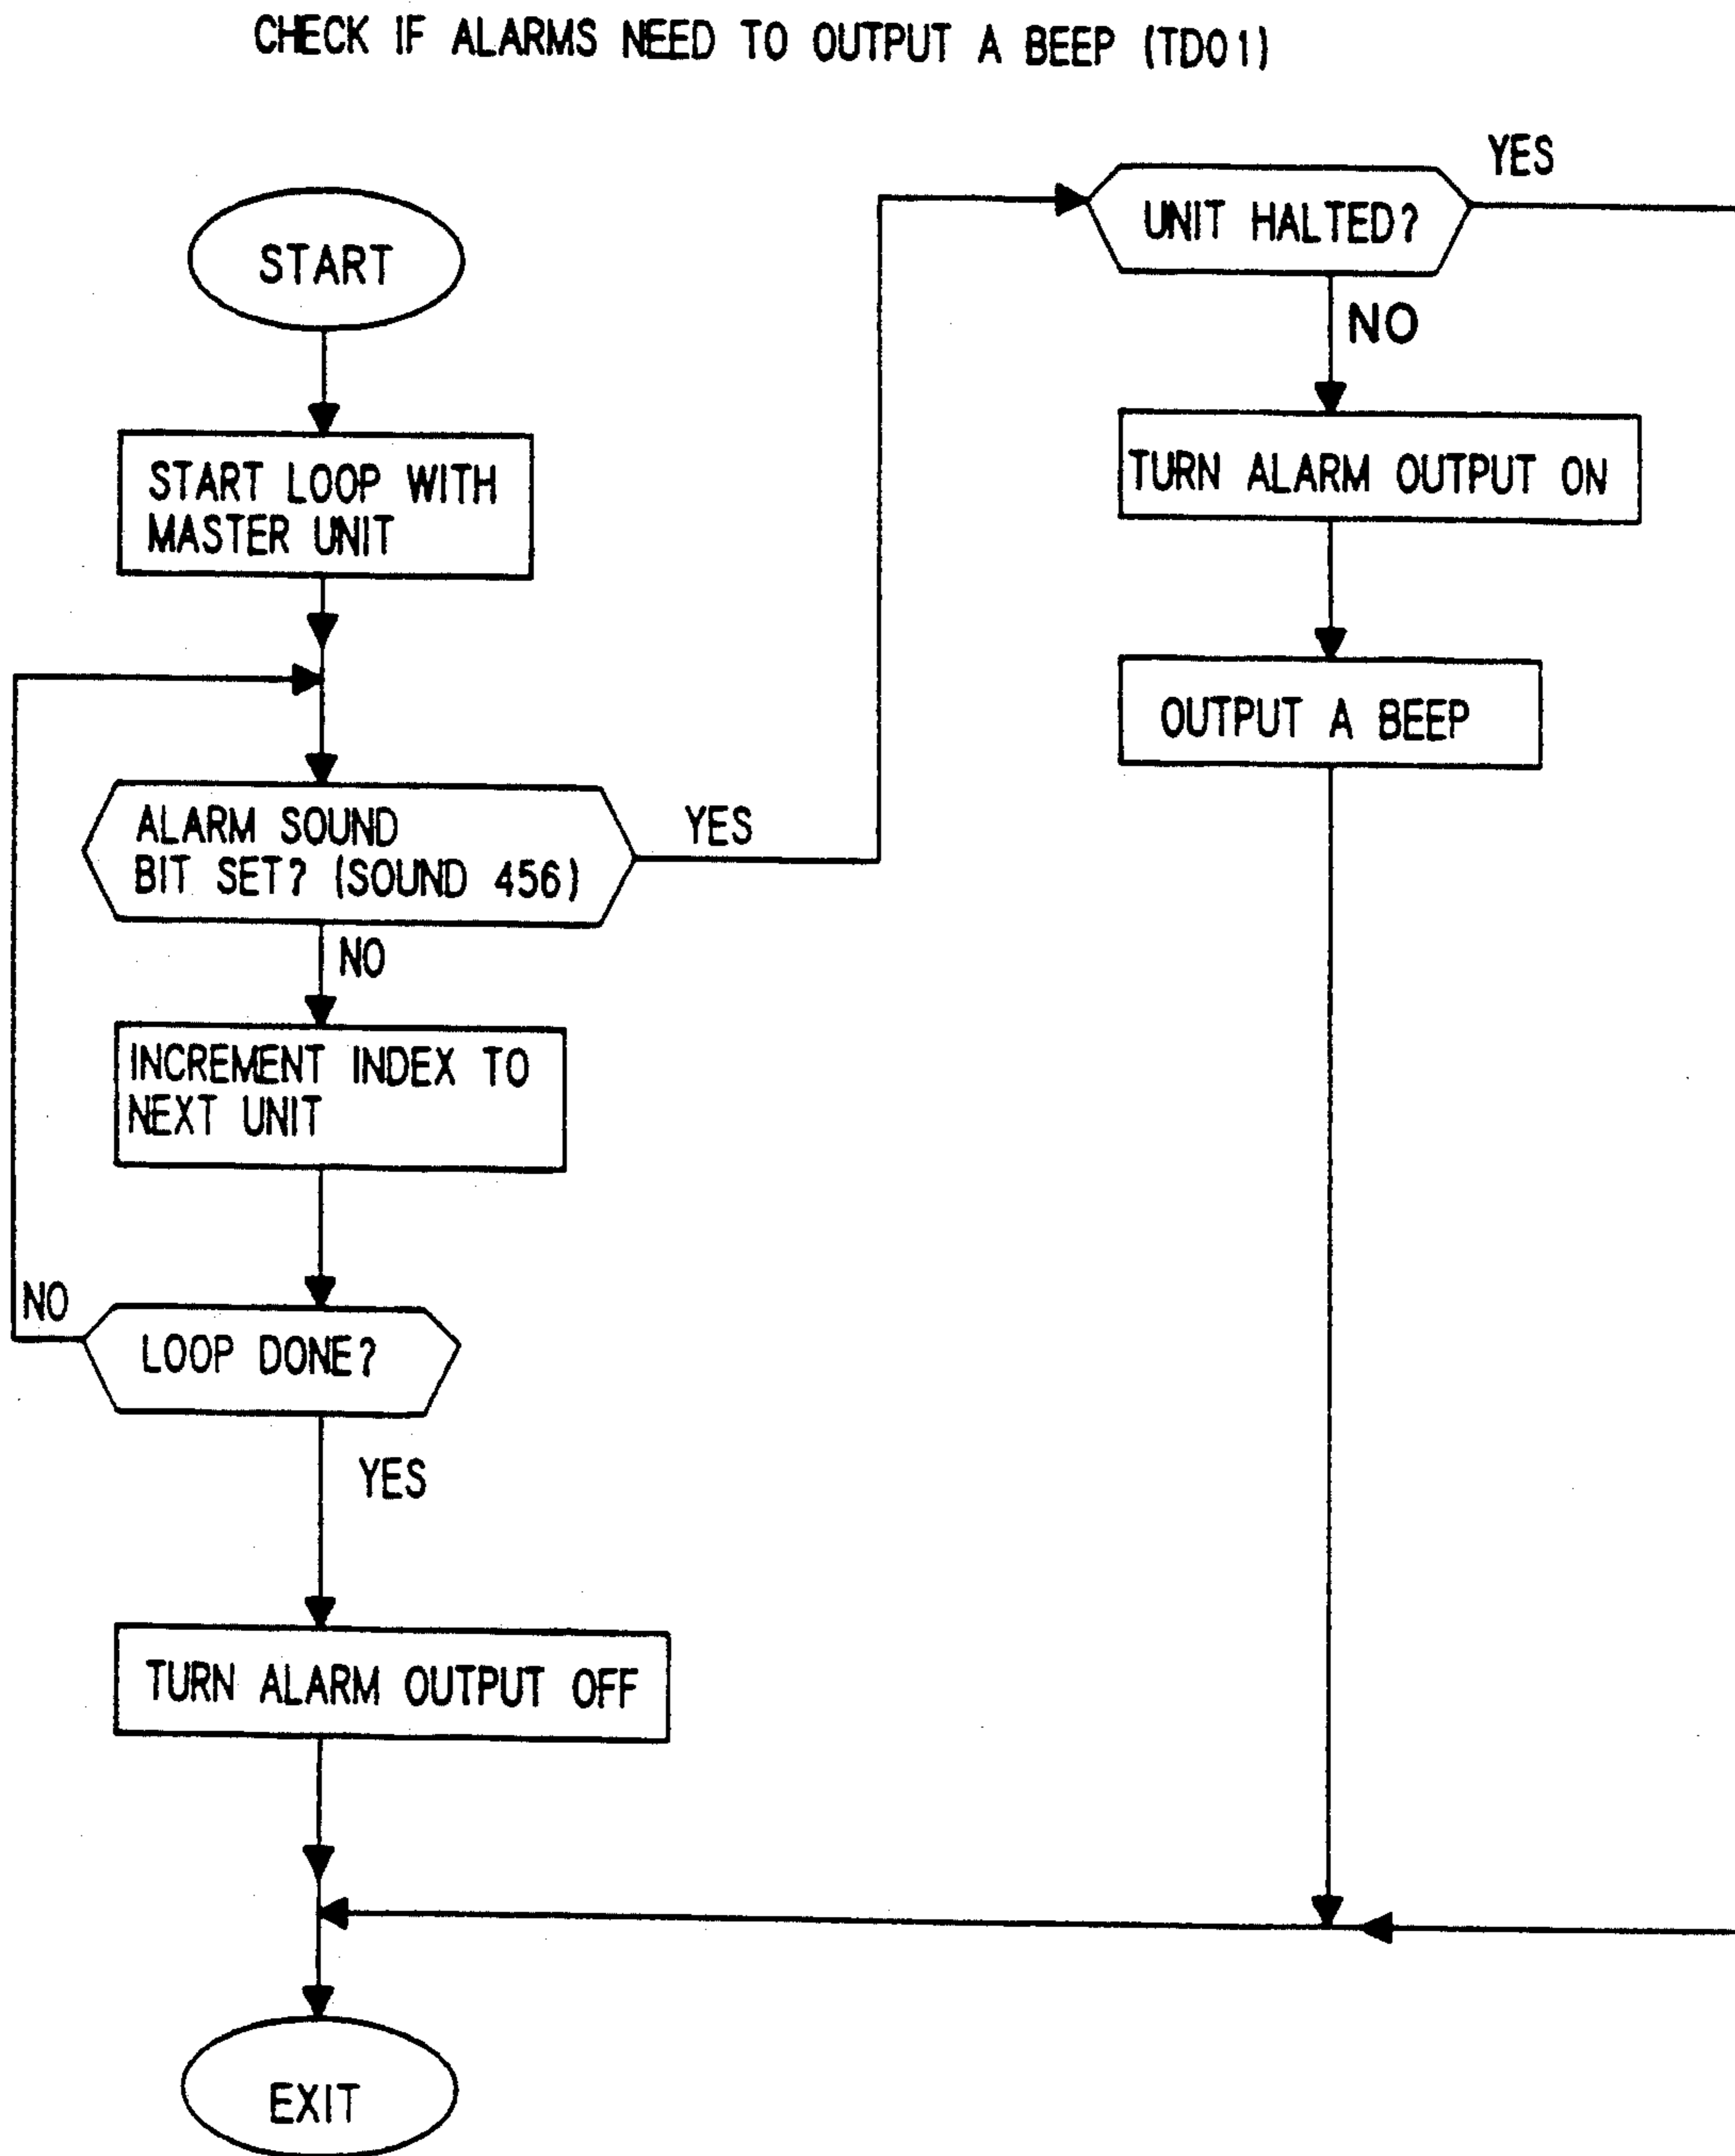 CHECK IF ALARMS NEED TO OUTPUT A BEEP (TD01)
START
START LOOP WITH
MASTER UNIT
ALARM SOUND
BIT SET? (SOUND 456)
YES
NO
INCREMENT INDEX TO
NEXT UNIT
NO
LOOP DONE?
YES
TURN ALARM OUTPUT OFF
EXIT
UNIT HALTED?
YES
NO
TURN ALARM OUTPUT ON
OUTPUT A BEEP